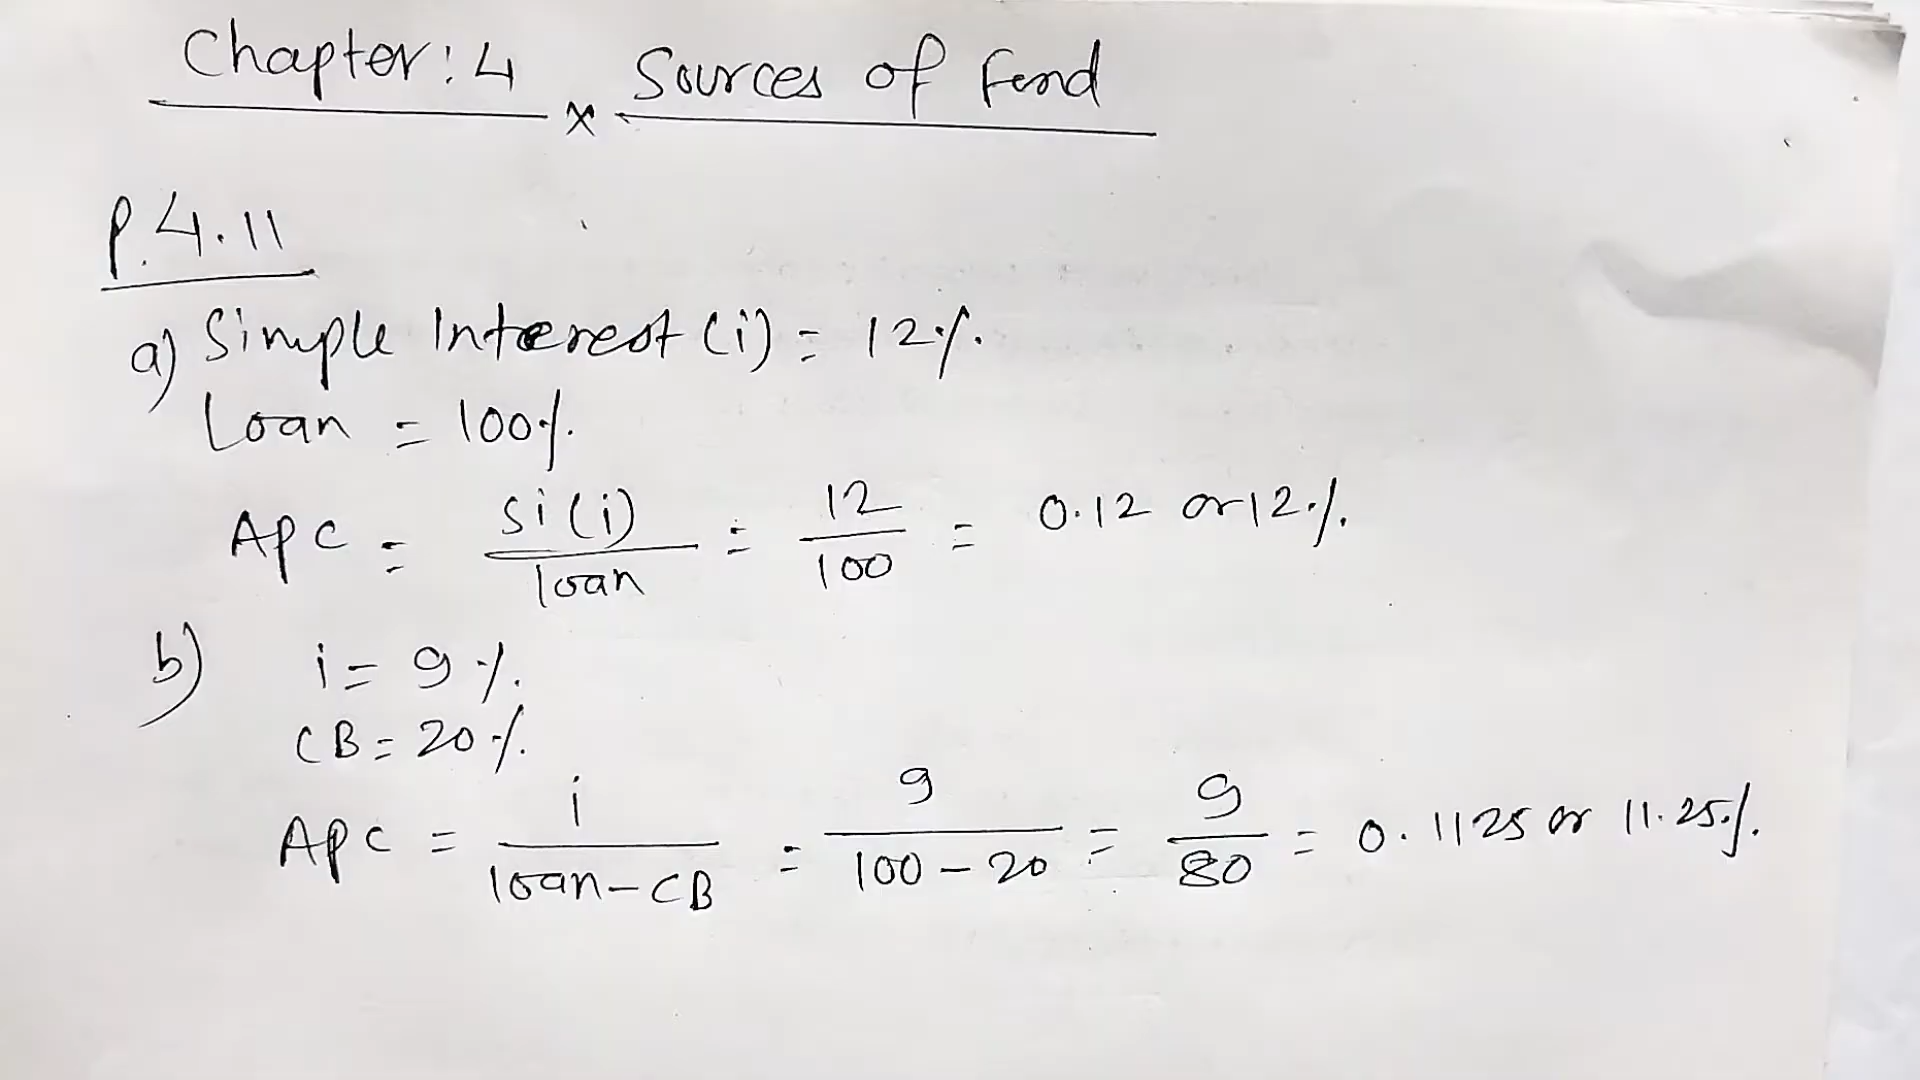 Chapter: 4 x Sources of Fund
P. 4.11
a) Simple Interest (i) = 12%.
Loan = 100%.
APC = SI(i) / loan = 12 / 100 = 0.12 or 12%.
b) i = 9%.
CB = 20%.
APC = i / loan - CB = 9 / 100 - 20 = 9 / 80 = 0.1125 or 11.25%.